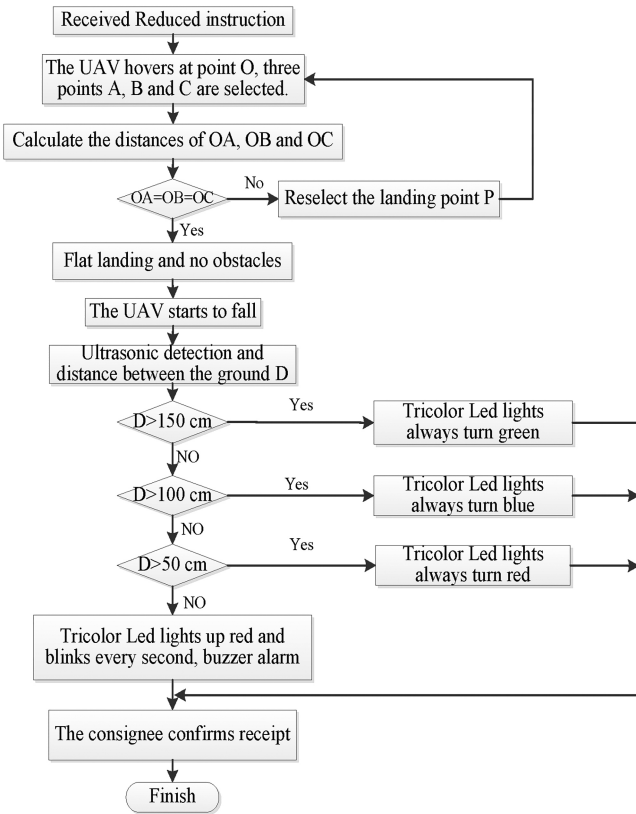 Received Reduced instruction
The UAV hovers at point O, three
points A, B and C are selected.
Calculate the distances of OA, OB and OC
OA=OB=OC
No
Reselect the landing point P
Yes
Flat landing and no obstacles
The UAV starts to fall
Ultrasonic detection and
distance between the ground D
D>150 cm
Yes
Tricolor Led lights
always turn green
NO
D>100 cm
Yes
Tricolor Led lights
always turn blue
NO
D>50 cm
Yes
Tricolor Led lights
always turn red
NO
Tricolor Led lights up red and
blinks every second, buzzer alarm
The consignee confirms receipt
Finish